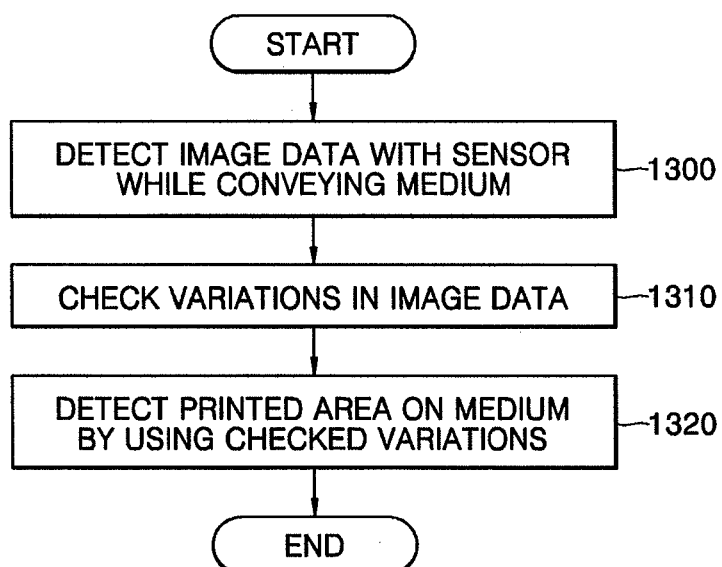 START
DETECT IMAGE DATA WITH SENSOR
WHILE CONVEYING MEDIUM
1300
CHECK VARIATIONS IN IMAGE DATA
1310
DETECT PRINTED AREA ON MEDIUM
BY USING CHECKED VARIATIONS
1320
END